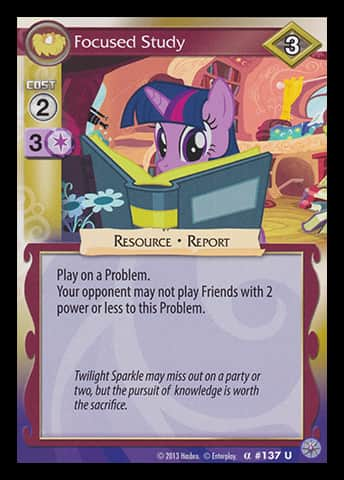 Focused Study
3
COST
2
3
RESOURCE • REPORT
Play on a Problem.
Your opponent may not play Friends with 2
power or less to this Problem.
Twilight Sparkle may miss out on a party or
two, but the pursuit of knowledge is worth
the sacrifice.
© 2013 Hasbro. © Enterplay. α #137 U